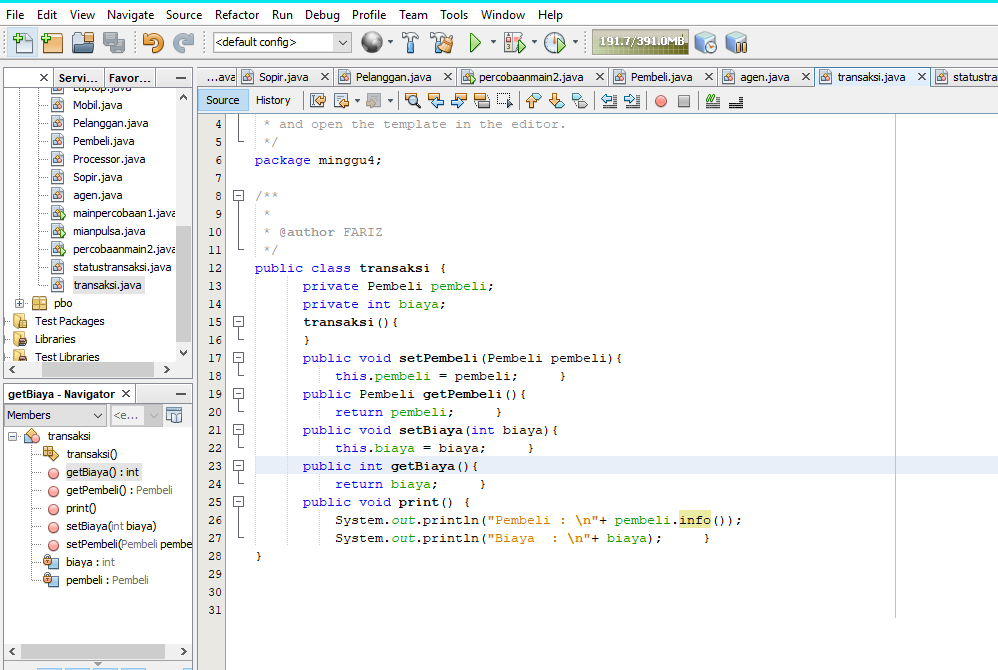 File Edit View Navigate Source Refactor Run Debug Profile Team Tools Window Help
<default config> 191.7/391.0MB
Servi... Favor... ...ava Sopir.java Pelanggan.java percobaanmain2.java Pembeli.java agen.java transaksi.java statustra
Source History
Laptop.java
Mobil.java
Pelanggan.java
Pembeli.java
Processor.java
Sopir.java
agen.java
mainpercobaan1.java
mianpulsa.java
percobaanmain2.java
statustransaksi.java
transaksi.java
pbo
Test Packages
Libraries
Test Libraries
getBiaya - Navigator
Members <e...
transaksi
transaksi()
getBiaya() : int
getPembeli() : Pembeli
print()
setBiaya(int biaya)
setPembeli(Pembeli pembe
biaya : int
pembeli : Pembeli
4 * and open the template in the editor.
5 */
6 package minggu4;
7
8 /**
9 *
10 * @author FARIZ
11 */
12 public class transaksi {
13 private Pembeli pembeli;
14 private int biaya;
15 transaksi(){
16 }
17 public void setPembeli(Pembeli pembeli){
18 this.pembeli = pembeli; }
19 public Pembeli getPembeli(){
20 return pembeli; }
21 public void setBiaya(int biaya){
22 this.biaya = biaya; }
23 public int getBiaya(){
24 return biaya; }
25 public void print() {
26 System.out.println("Pembeli : \n"+ pembeli.info());
27 System.out.println("Biaya : \n"+ biaya); }
28 }
29
30
31